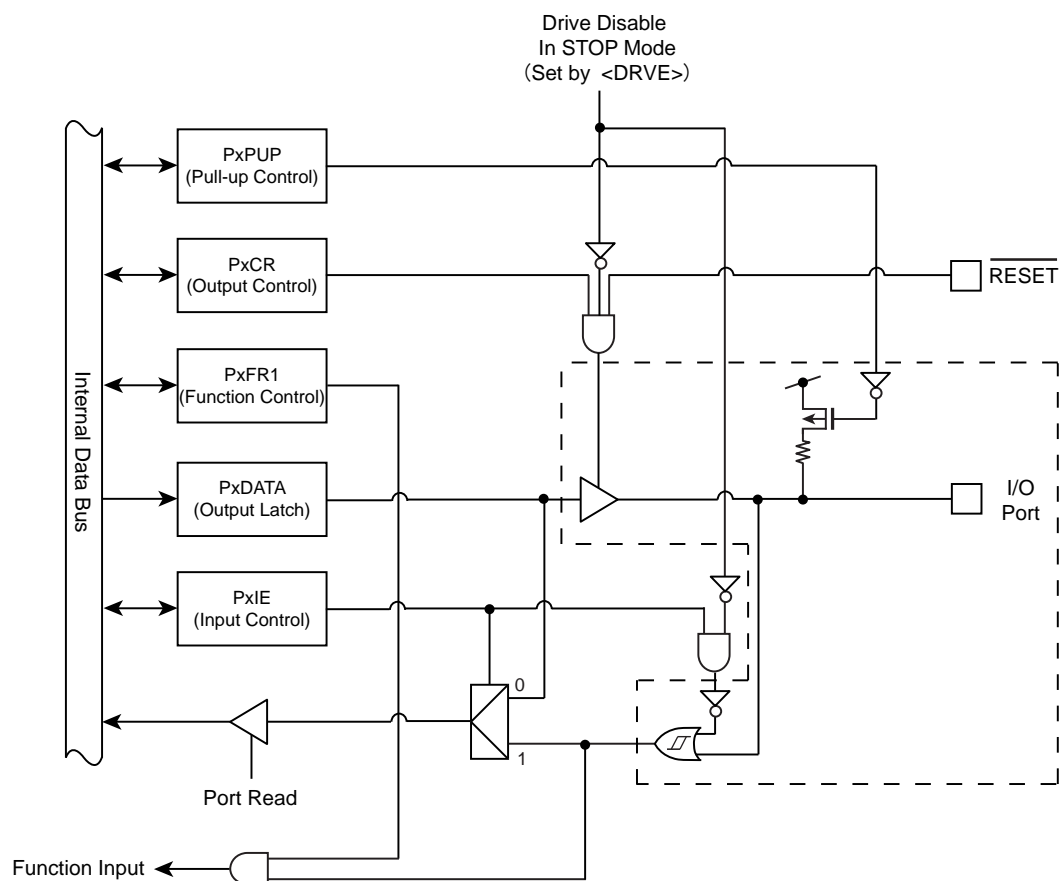 Drive Disable
In STOP Mode
(Set by <DRVE>)
PxPUP
(Pull-up Control)
PxCR
(Output Control)
RESET
PxFR1
(Function Control)
Internal Data Bus
PxDATA
(Output Latch)
I/O
Port
PxIE
(Input Control)
0
1
Port Read
Function Input